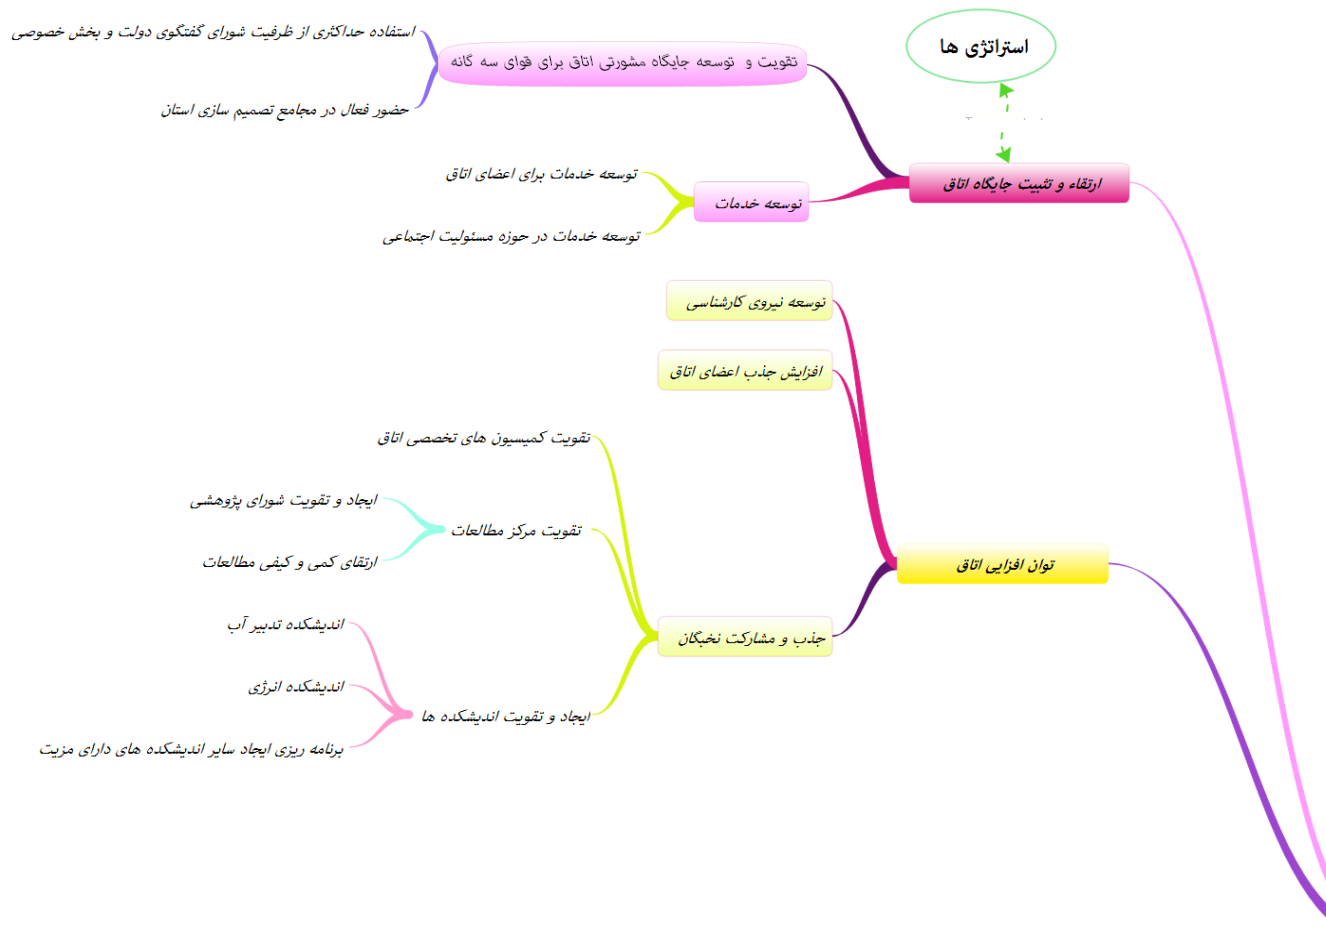 استراتژی ها
ارتقاء و تثبیت جایگاه اتاق
تقویت و توسعه جایگاه مشورتی اتاق برای قوای سه گانه
استفاده حداکثری از ظرفیت شورای گفتگوی دولت و بخش خصوصی
حضور فعال در مجامع تصمیم سازی استان
توسعه خدمات
توسعه خدمات برای اعضای اتاق
توسعه خدمات در حوزه مسئولیت اجتماعی
توان افزایی اتاق
توسعه نیروی کارشناسی
افزایش جذب اعضای اتاق
جذب و مشارکت نخبگان
تقویت کمیسیون های تخصصی اتاق
تقویت مرکز مطالعات
ایجاد و تقویت شورای پژوهشی
ارتقای کمی و کیفی مطالعات
ایجاد و تقویت اندیشکده ها
اندیشکده تدبیر آب
اندیشکده انرژی
برنامه ریزی ایجاد سایر اندیشکده های دارای مزیت